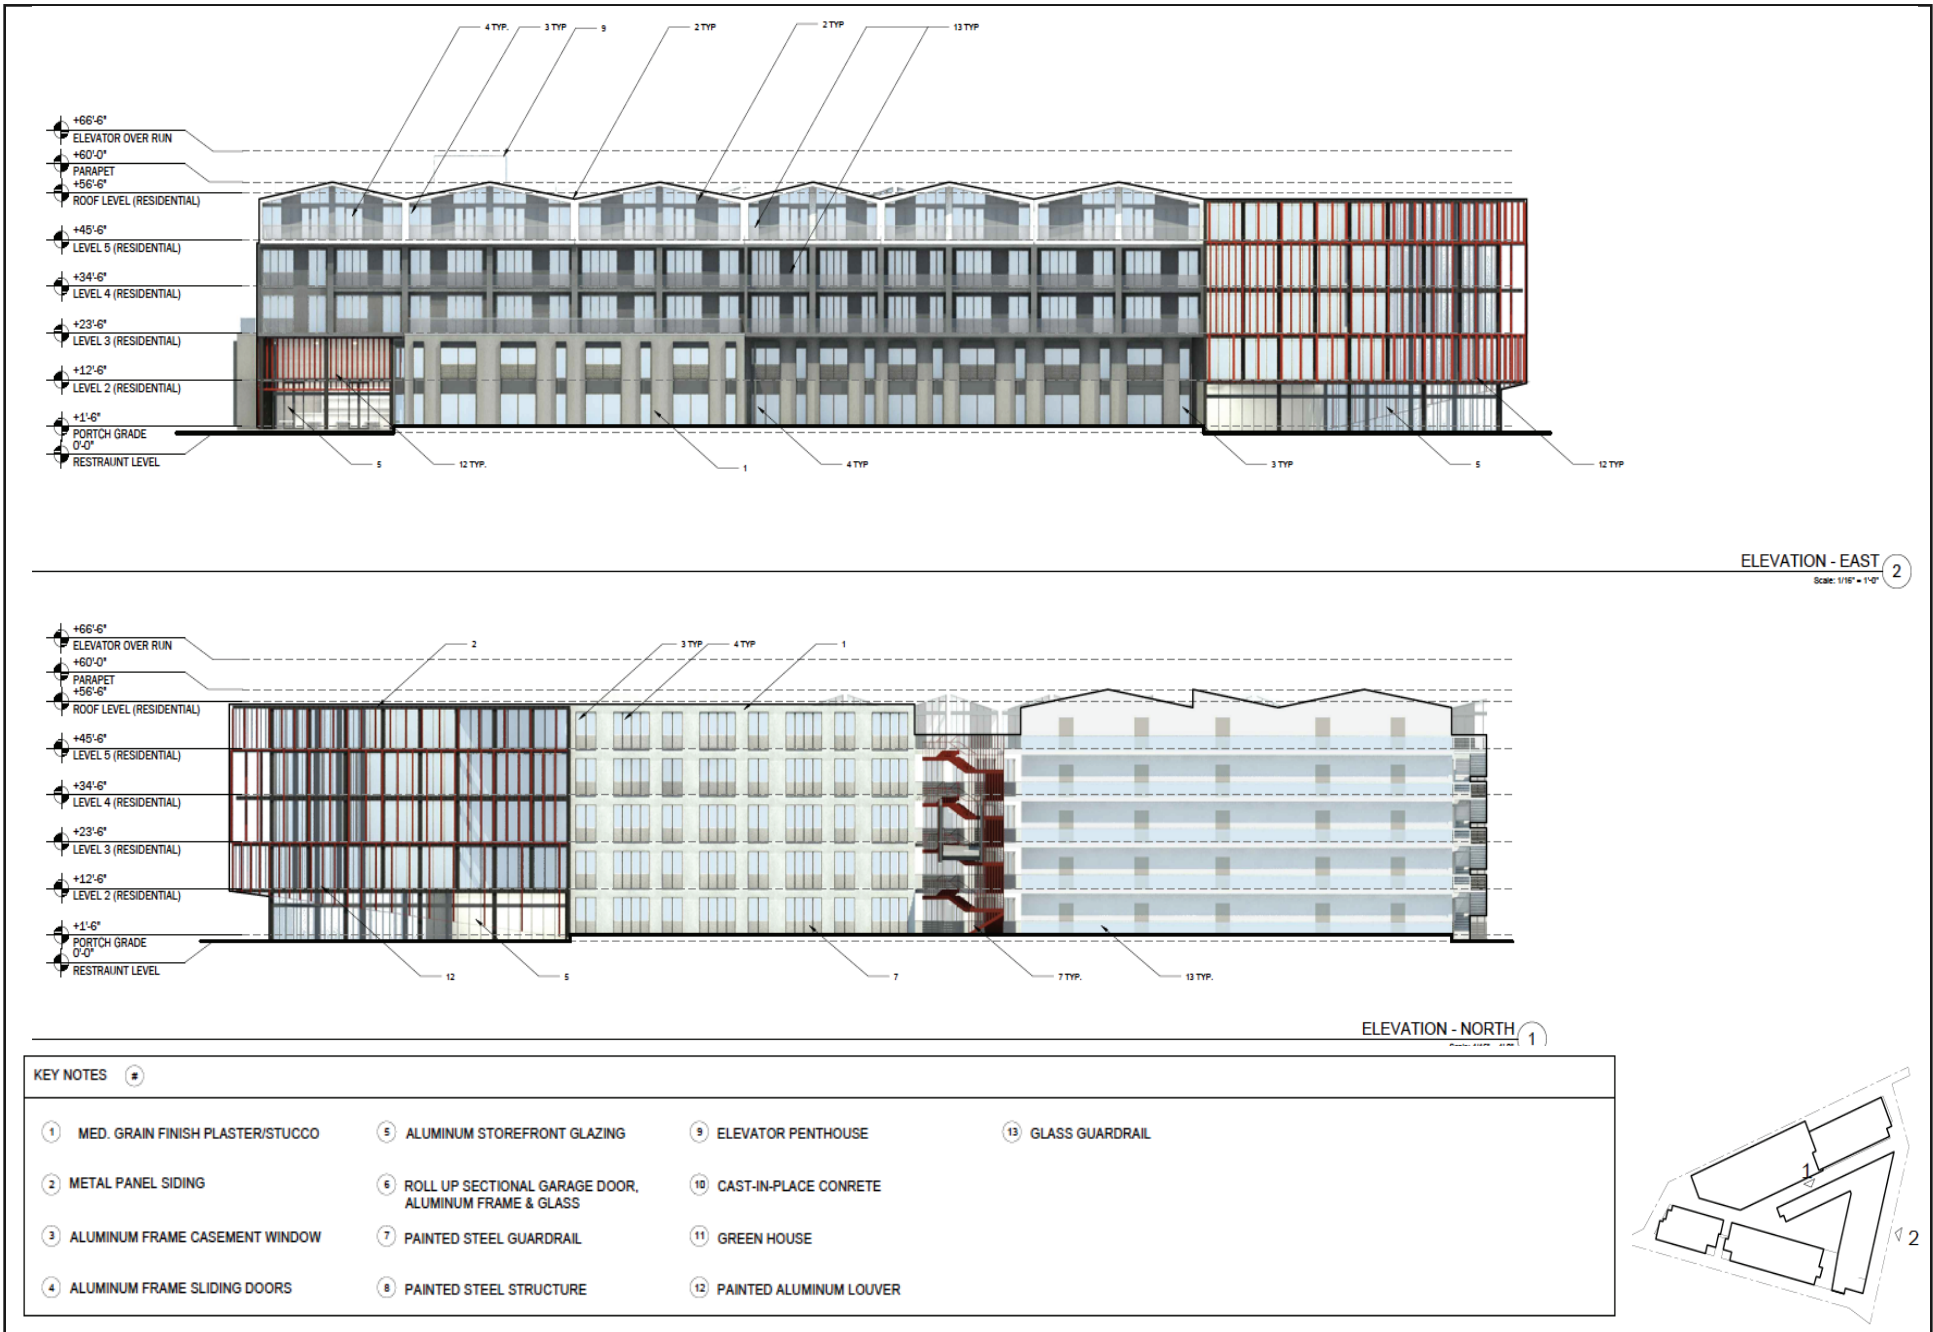 4 TYP.
3 TYP
9
2 TYP
2 TYP
13 TYP
+66'-6"
ELEVATOR OVER RUN
+60'-0"
PARAPET
+56'-6"
ROOF LEVEL (RESIDENTIAL)
+45'-6"
LEVEL 5 (RESIDENTIAL)
+34'-6"
LEVEL 4 (RESIDENTIAL)
+23'-6"
LEVEL 3 (RESIDENTIAL)
+12'-6"
LEVEL 2 (RESIDENTIAL)
+1'-6"
PORTCH GRADE
0'-0"
RESTRAUNT LEVEL
5
12 TYP.
1
4 TYP
3 TYP
5
12 TYP
ELEVATION - EAST
2
Scale: 1/16" = 1'-0"
+66'-6"
ELEVATOR OVER RUN
+60'-0"
PARAPET
+56'-6"
ROOF LEVEL (RESIDENTIAL)
+45'-6"
LEVEL 5 (RESIDENTIAL)
+34'-6"
LEVEL 4 (RESIDENTIAL)
+23'-6"
LEVEL 3 (RESIDENTIAL)
+12'-6"
LEVEL 2 (RESIDENTIAL)
+1'-6"
PORTCH GRADE
0'-0"
RESTRAUNT LEVEL
2
3 TYP
4 TYP
1
12
5
7
7 TYP.
13 TYP.
ELEVATION - NORTH
1
KEY NOTES #
1 MED. GRAIN FINISH PLASTER/STUCCO
2 METAL PANEL SIDING
3 ALUMINUM FRAME CASEMENT WINDOW
4 ALUMINUM FRAME SLIDING DOORS
5 ALUMINUM STOREFRONT GLAZING
6 ROLL UP SECTIONAL GARAGE DOOR,
ALUMINUM FRAME & GLASS
7 PAINTED STEEL GUARDRAIL
8 PAINTED STEEL STRUCTURE
9 ELEVATOR PENTHOUSE
10 CAST-IN-PLACE CONRETE
11 GREEN HOUSE
12 PAINTED ALUMINUM LOUVER
13 GLASS GUARDRAIL
1
2